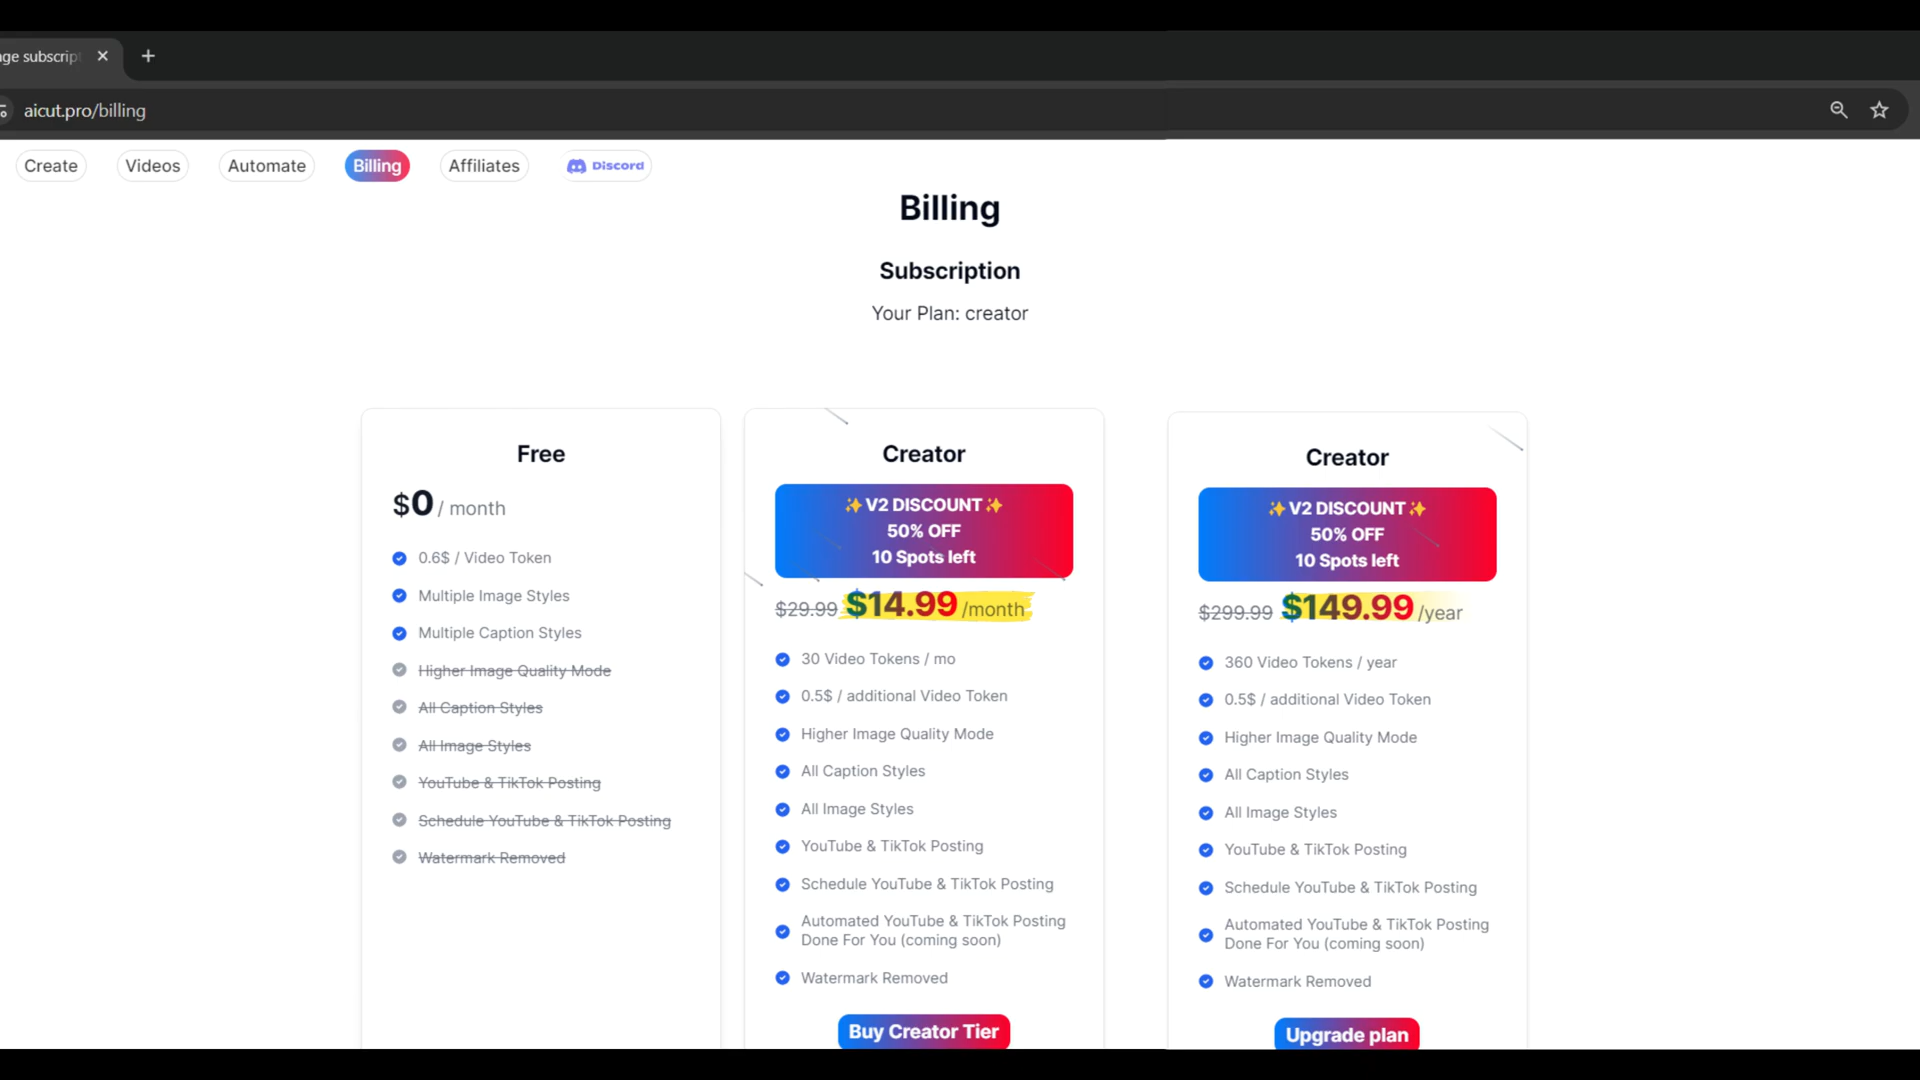 ge subscrip
aicut.pro/billing
Create
Videos
Automate
Billing
Affiliates
Discord
Billing
Subscription
Your Plan: creator
Free
$0 / month
0.6$ / Video Token
Multiple Image Styles
Multiple Caption Styles
Higher Image Quality Mode
All Caption Styles
All Image Styles
YouTube & TikTok Posting
Schedule YouTube & TikTok Posting
Watermark Removed
Creator
✨V2 DISCOUNT✨
50% OFF
10 Spots left
$29.99 $14.99 /month
30 Video Tokens / mo
0.5$ / additional Video Token
Higher Image Quality Mode
All Caption Styles
All Image Styles
YouTube & TikTok Posting
Schedule YouTube & TikTok Posting
Automated YouTube & TikTok Posting
Done For You (coming soon)
Watermark Removed
Buy Creator Tier
Creator
✨V2 DISCOUNT✨
50% OFF
10 Spots left
$299.99 $149.99 /year
360 Video Tokens / year
0.5$ / additional Video Token
Higher Image Quality Mode
All Caption Styles
All Image Styles
YouTube & TikTok Posting
Schedule YouTube & TikTok Posting
Automated YouTube & TikTok Posting
Done For You (coming soon)
Watermark Removed
Upgrade plan